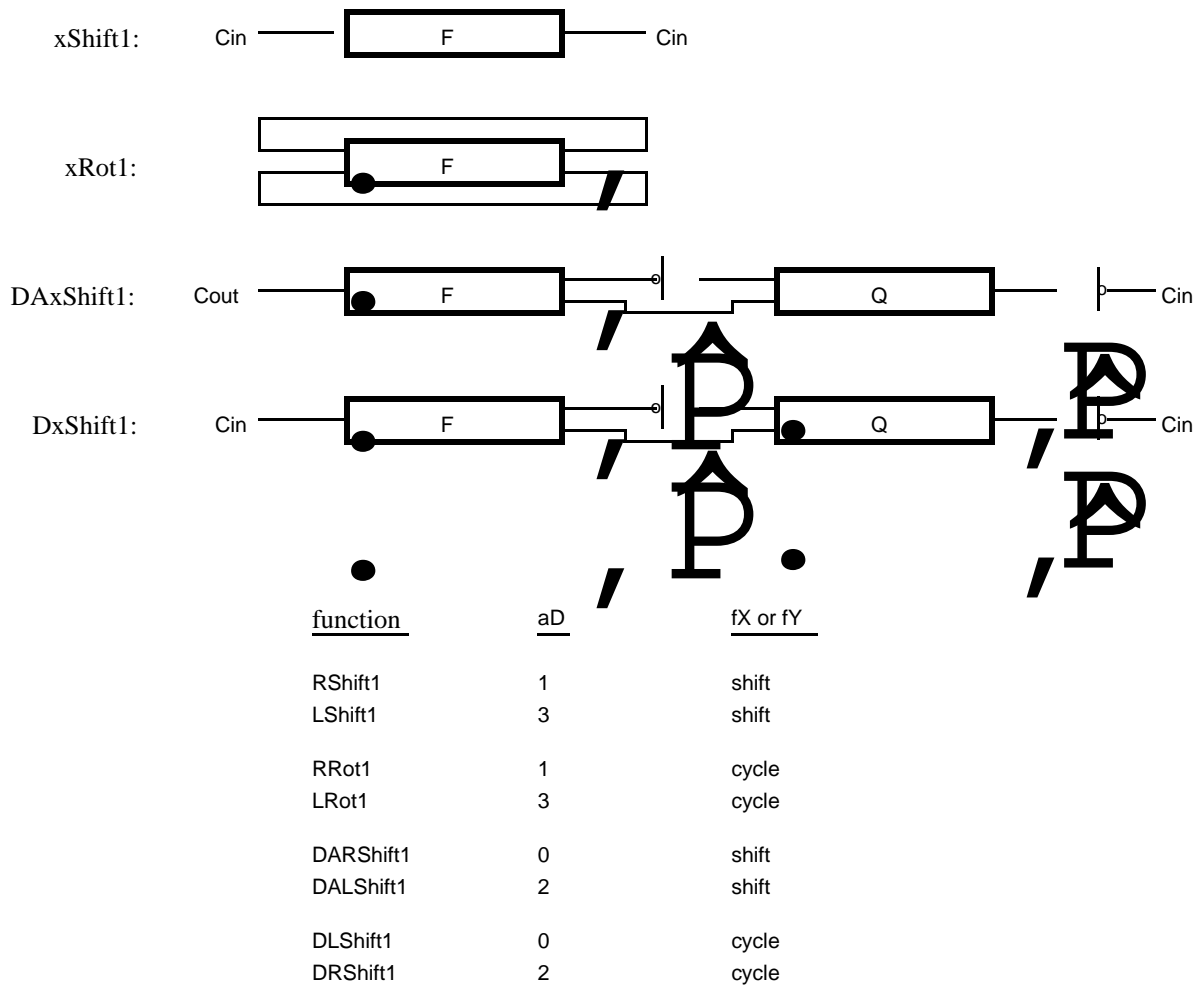 xShift1: Cin F Cin
xRot1: F
DAxShift1: Cout F Q Cin
DxShift1: Cin F Q Cin
function aD fX or fY
RShift1 1 shift
LShift1 3 shift
RRot1 1 cycle
LRot1 3 cycle
DARShift1 0 shift
DALShift1 2 shift
DLShift1 0 cycle
DRShift1 2 cycle